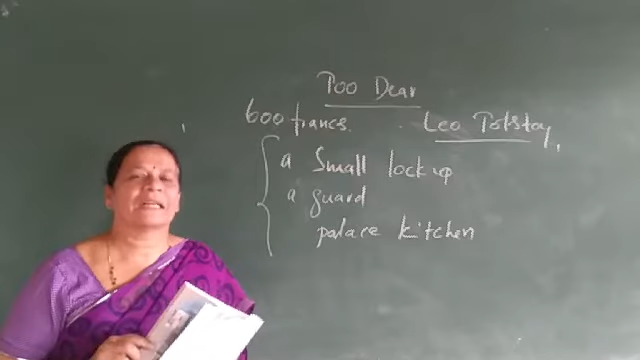 Too Dear
600 francs. Leo Tolstoy,
a Small lock up
a guard
palace kitchen